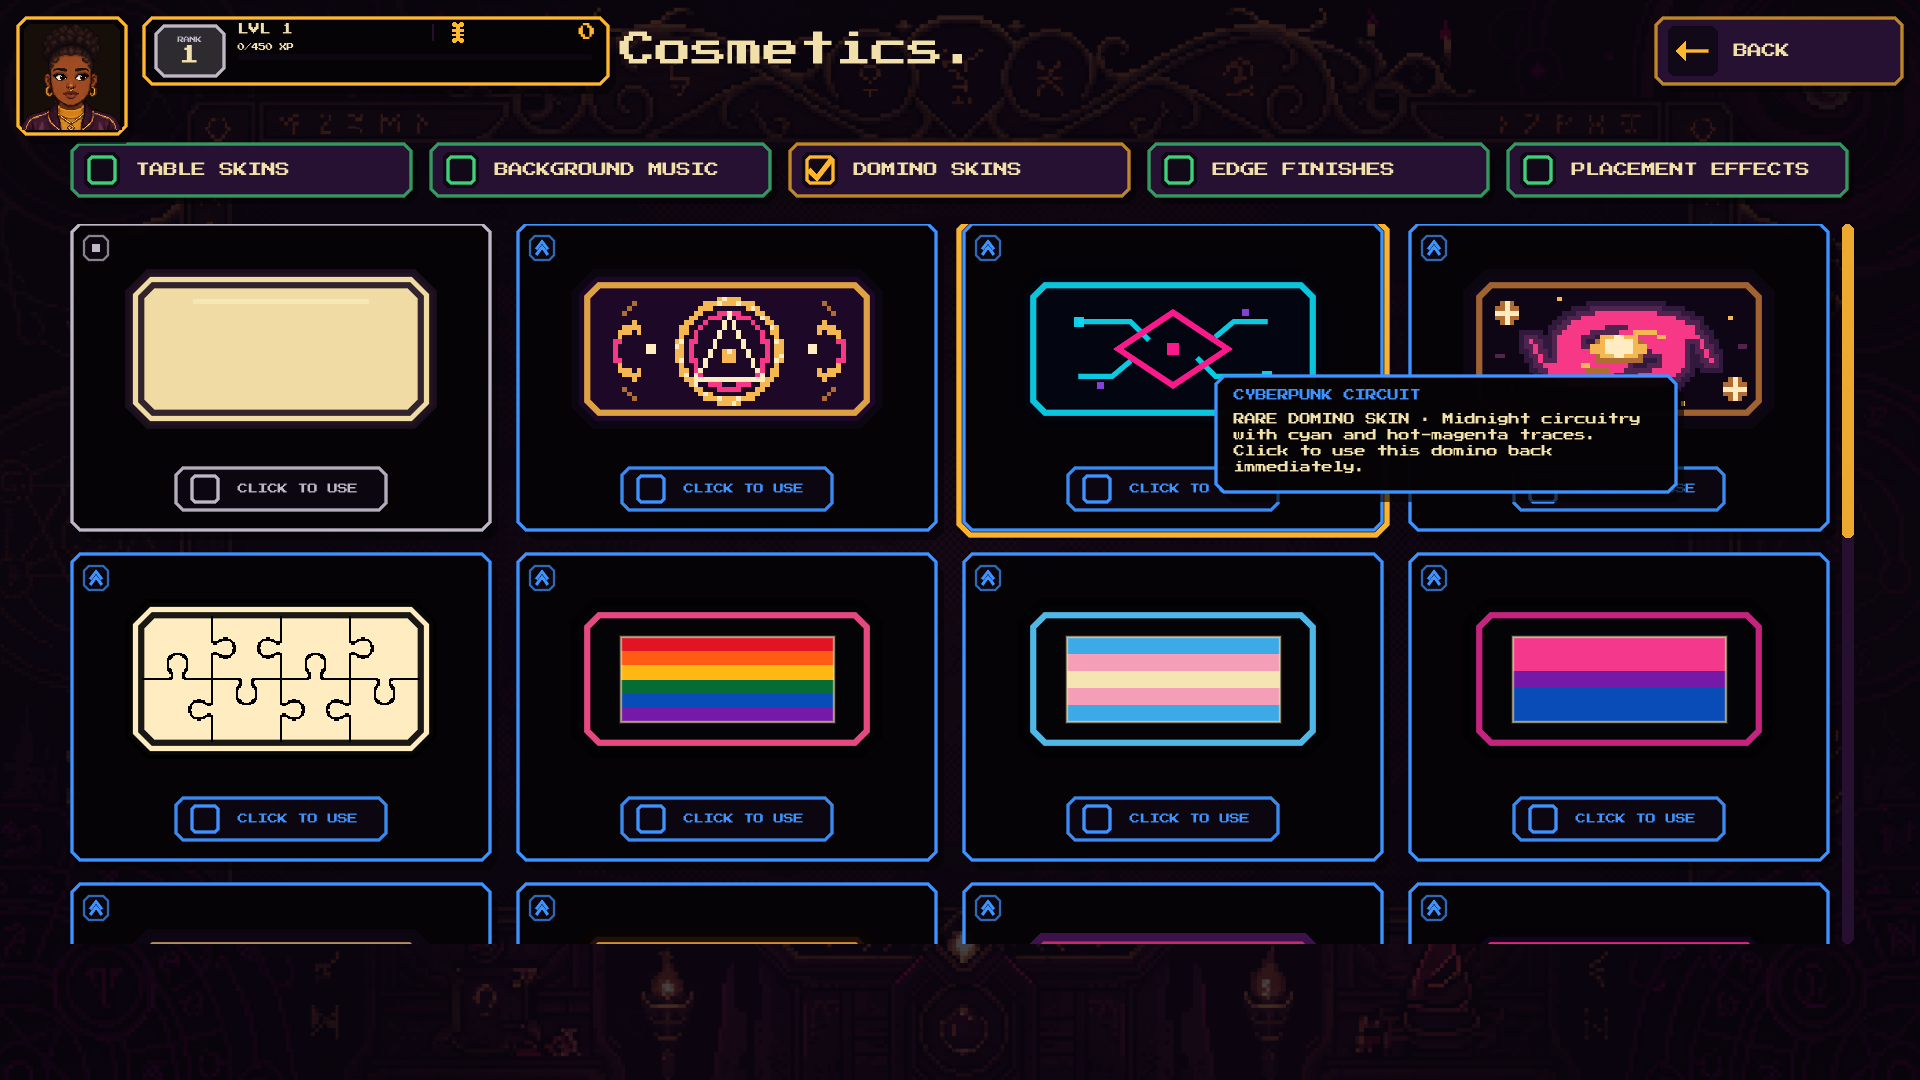 RANK
1
LVL 1
0/450 XP
0
Cosmetics.
BACK
TABLE SKINS
BACKGROUND MUSIC
DOMINO SKINS
EDGE FINISHES
PLACEMENT EFFECTS
CLICK TO USE
CLICK TO USE
CLICK TO
CYBERPUNK CIRCUIT
RARE DOMINO SKIN · Midnight circuitry
with cyan and hot-magenta traces.
Click to use this domino back
immediately.
CLICK TO USE
CLICK TO USE
CLICK TO USE
CLICK TO USE